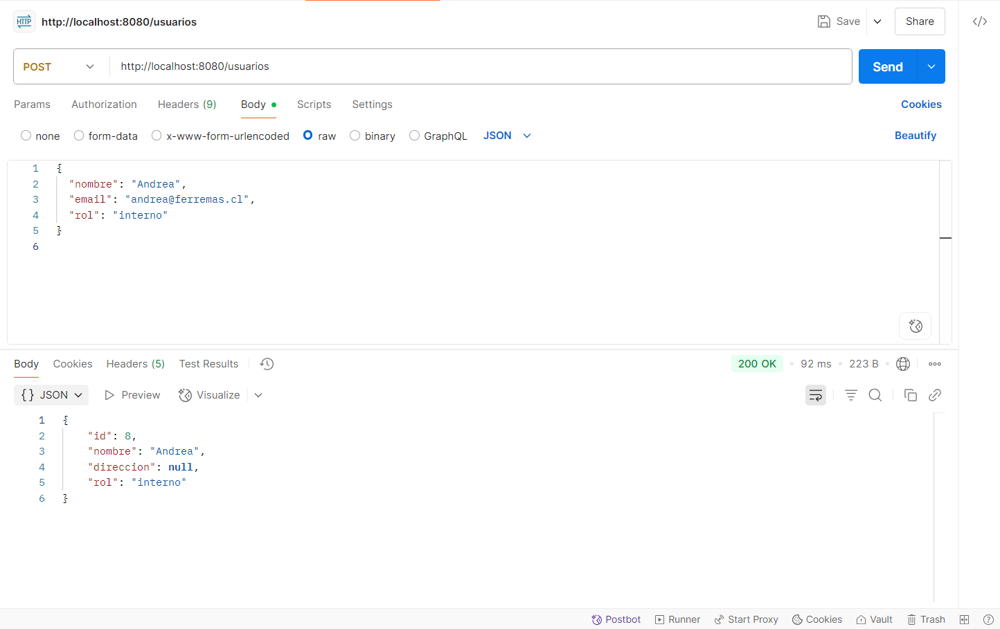 HTTP http://localhost:8080/usuarios Save Share
POST http://localhost:8080/usuarios Send
Params Authorization Headers (9) Body Scripts Settings Cookies
none form-data x-www-form-urlencoded raw binary GraphQL JSON Beautify
1 {
2 "nombre": "Andrea",
3 "email": "andrea@ferremas.cl",
4 "rol": "interno"
5 }
6
Body Cookies Headers (5) Test Results 200 OK 92 ms 223 B
{} JSON Preview Visualize
1 {
2 "id": 8,
3 "nombre": "Andrea",
4 "direccion": null,
5 "rol": "interno"
6 }
Postbot Runner Start Proxy Cookies Vault Trash